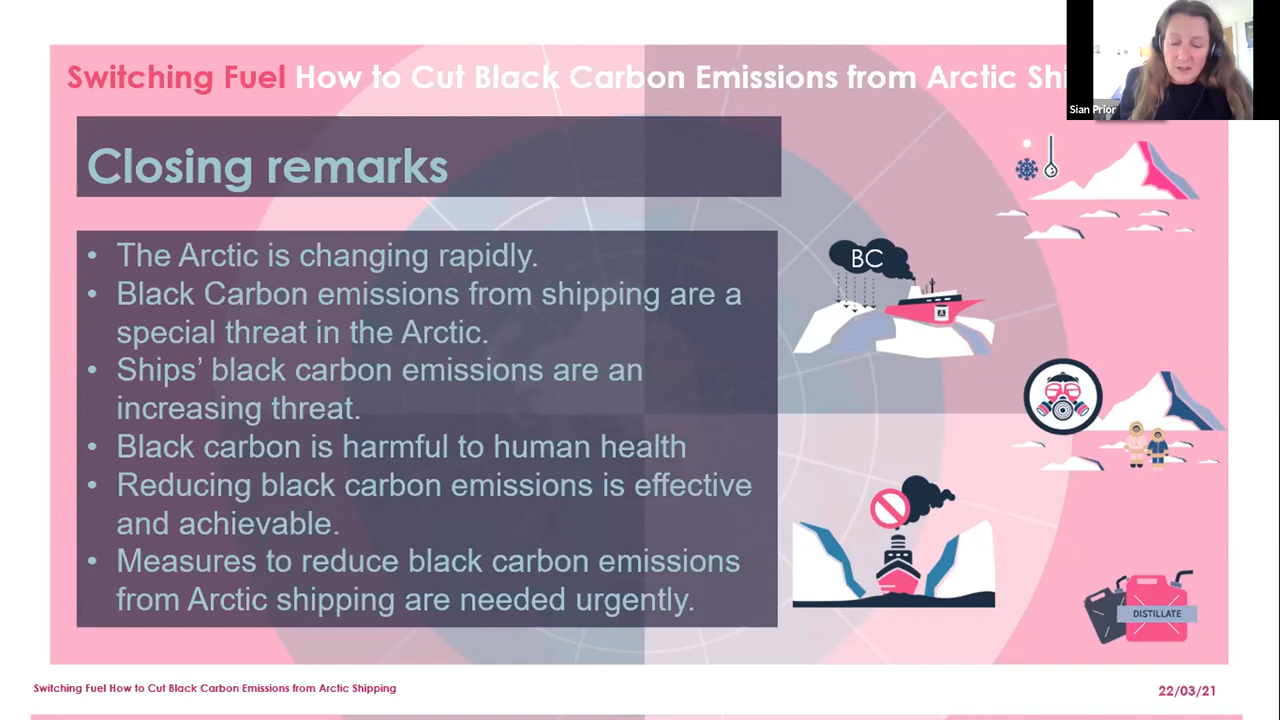 Switching Fuel How to Cut Black Carbon Emissions from Arctic Shi
Sian Prior
Closing remarks
• The Arctic is changing rapidly.
• Black Carbon emissions from shipping are a
special threat in the Arctic.
• Ships’ black carbon emissions are an
increasing threat.
• Black carbon is harmful to human health
• Reducing black carbon emissions is effective
and achievable.
• Measures to reduce black carbon emissions
from Arctic shipping are needed urgently.
BC
DISTILLATE
Switching Fuel How to Cut Black Carbon Emissions from Arctic Shipping
22/03/21